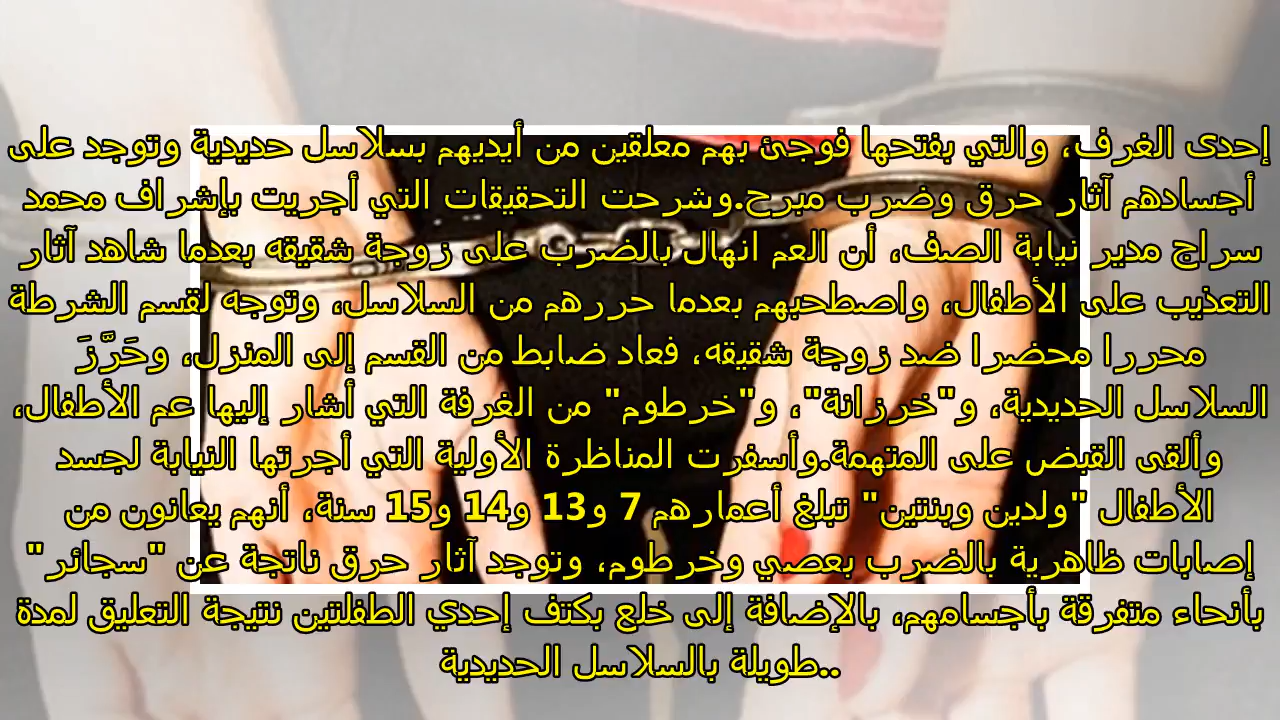 إحدى الغرف، والتي بفتحها فوجئ بهم معلقين من أيديهم بسلاسل حديدية وتوجد على
أجسادهم آثار حرق وضرب مبرح.وشرحت التحقيقات التي أجريت بإشراف محمد
سراج مدير نيابة الصف، أن العم انهال بالضرب على زوجة شقيقه بعدما شاهد آثار
التعذيب على الأطفال، واصطحبهم بعدما حررهم من السلاسل، وتوجه لقسم الشرطة
محررا محضرا ضد زوجة شقيقه، فعاد ضابط من القسم إلى المنزل، وحَرَّزَ
السلاسل الحديدية، و"خرزانة"، و"خرطوم" من الغرفة التي أشار إليها عم الأطفال،
وألقى القبض على المتهمة.وأسفرت المناظرة الأولية التي أجرتها النيابة لجسد
الأطفال "ولدين وبنتين" تبلغ أعمارهم 7 و13 و14 و15 سنة، أنهم يعانون من
إصابات ظاهرية بالضرب بعصي وخرطوم، وتوجد آثار حرق ناتجة عن "سجائر"
بأنحاء متفرقة بأجسامهم، بالإضافة إلى خلع بكتف إحدي الطفلتين نتيجة التعليق لمدة
طويلة بالسلاسل الحديدية..